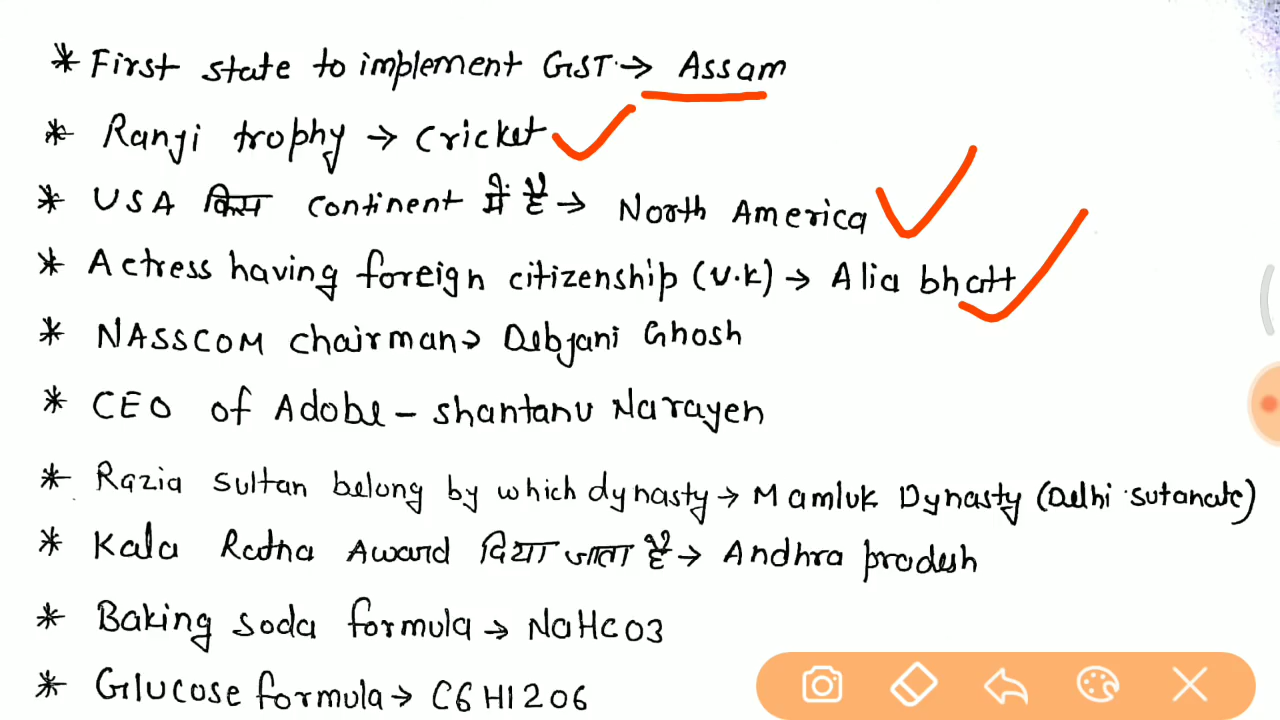 * First state to implement GST → Assam
* Ranji trophy → Cricket
* USA किस continent में है → North America
* Actress having foreign citizenship (U.K) → Alia bhatt
* NASSCOM chairman → Debjani Ghosh
* CEO of Adobe - shantanu Narayen
* Razia sultan belong by which dynasty → Mamluk Dynasty (Delhi sutanate)
* Kala Ratna Award दिया जाता है → Andhra pradesh
* Baking soda formula → NaHCO3
* Glucose formula → C6H12O6